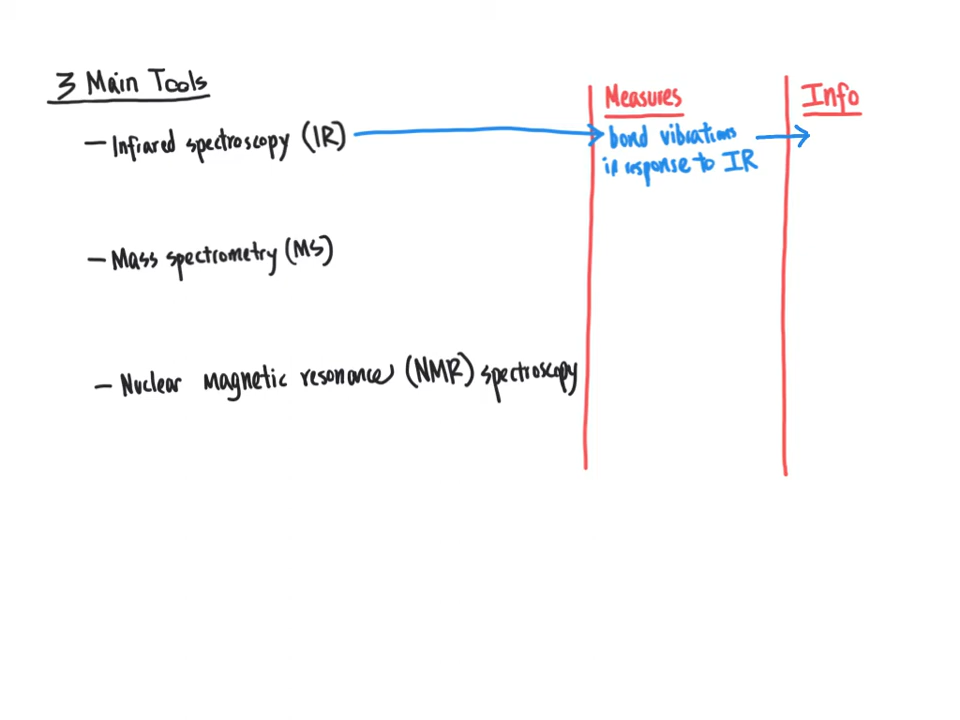 3 Main Tools
Measures
Info
– Infrared spectroscopy (IR)
bond vibrations
in response to IR
– Mass spectrometry (MS)
– Nuclear magnetic resonance (NMR) spectroscopy